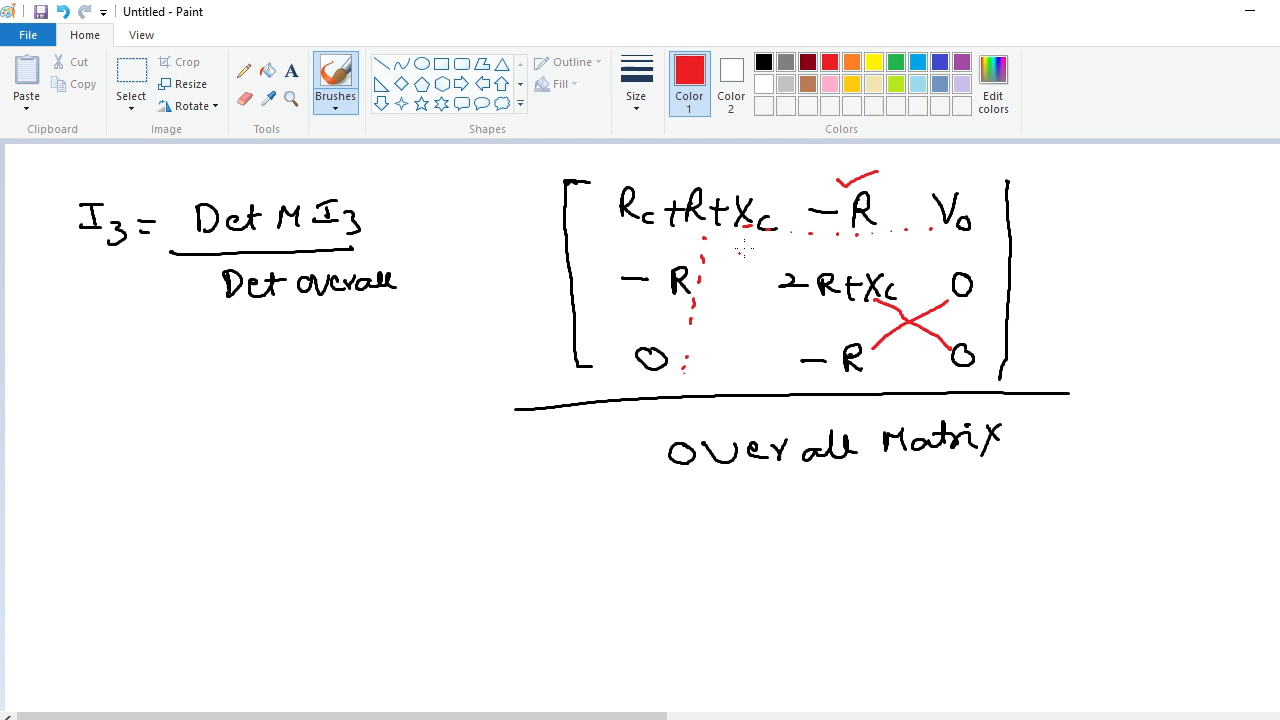 Untitled - Paint
File Home View
Cut Crop Outline
Copy Resize Fill
Paste Select Rotate Brushes Size Color 1 Color 2 Edit colors
Clipboard Image Tools Shapes Colors
I3 = Det M I3
Det overall
Rc+R+Xc -R V0
-R 2R+Xc 0
0 -R 0
overall Matrix